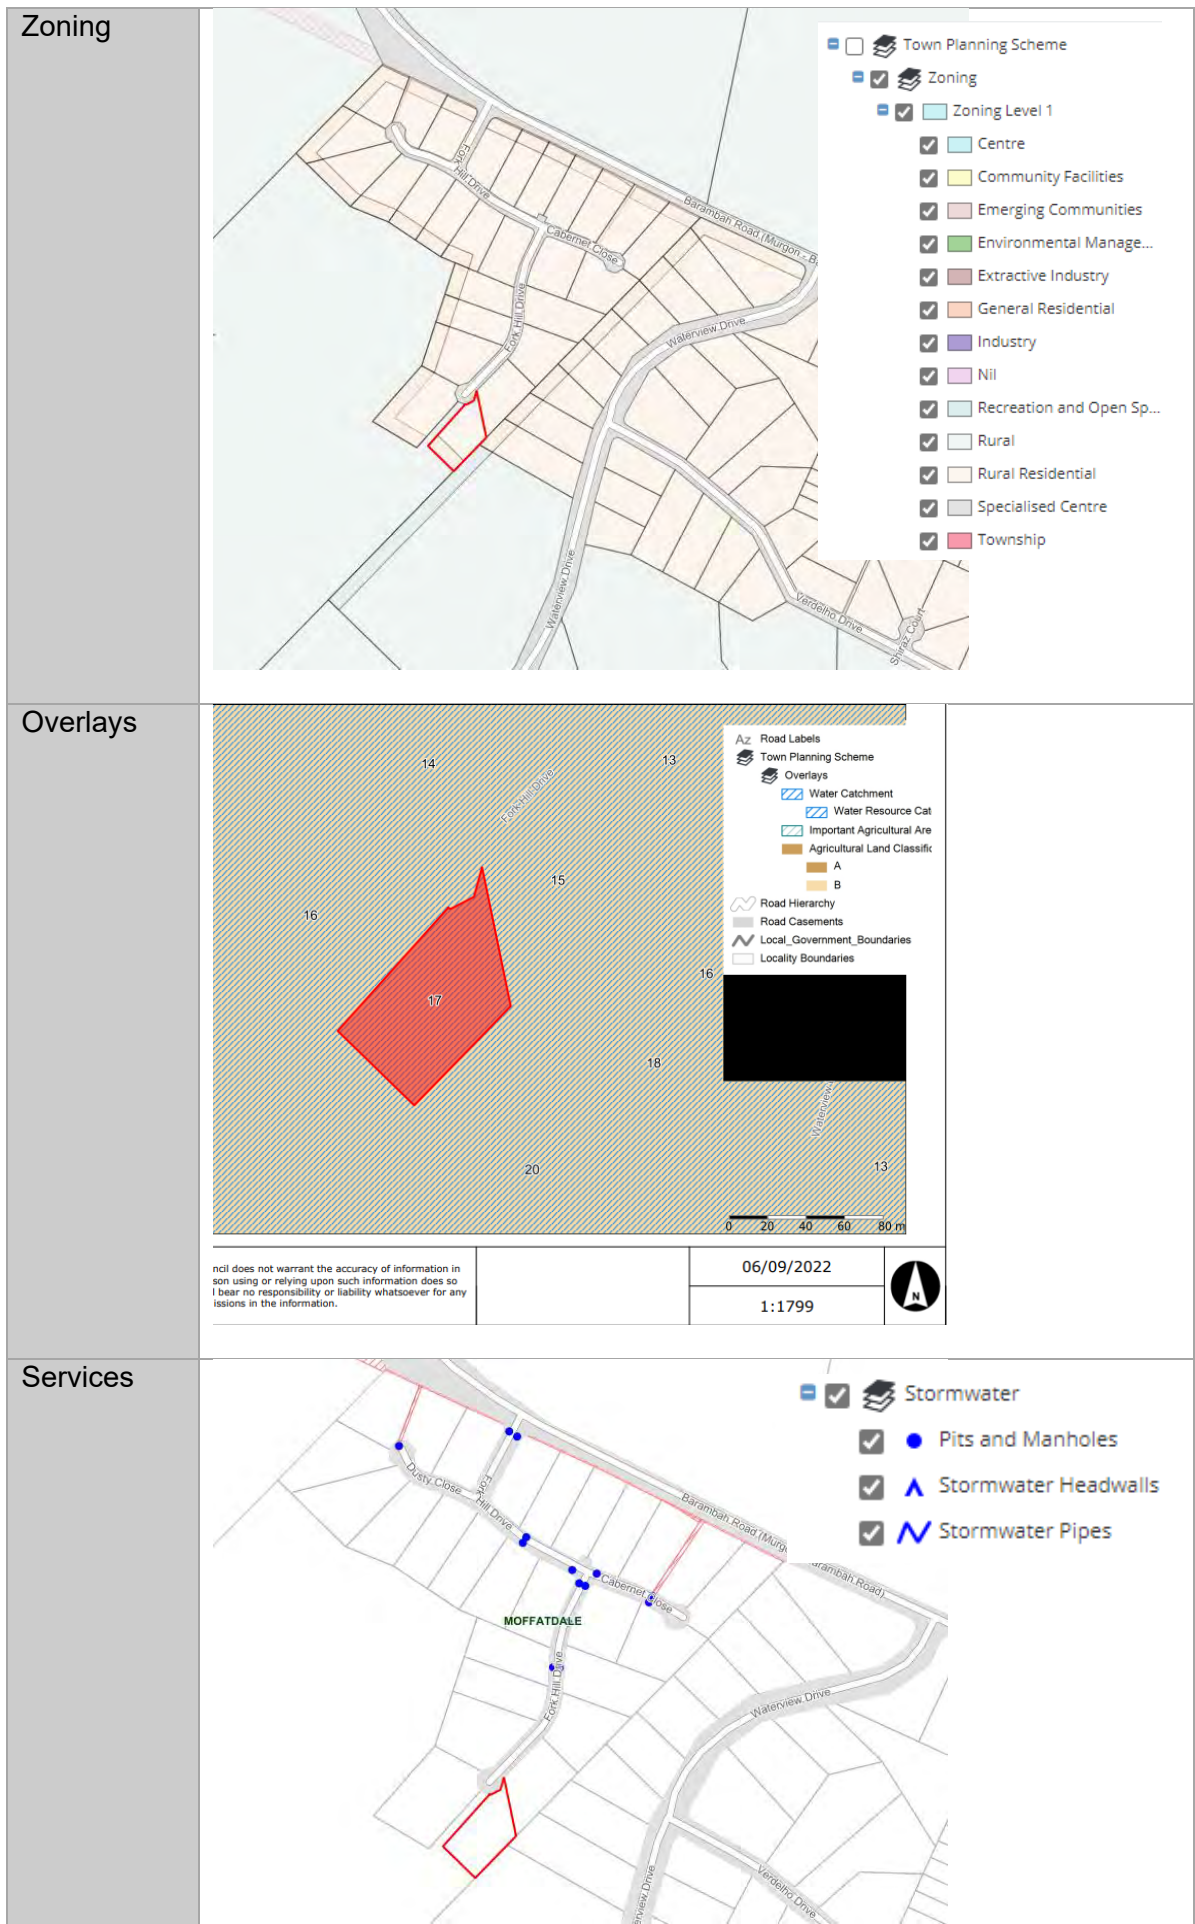 Zoning
Town Planning Scheme
Zoning
Zoning Level 1
Centre
Community Facilities
Emerging Communities
Environmental Manage...
Extractive Industry
General Residential
Industry
Nil
Recreation and Open Sp...
Rural
Rural Residential
Specialised Centre
Township
Fork
Hill Drive
Barambah Road (Murgon - B
Cabernet Close
Fork Hill Drive
Waterview Drive
Waterview Drive
Verdelho Drive
Shiraz Court
Overlays
14
13
Fork Hill Drive
15
16
16
17
18
20
13
Waterview
Az Road Labels
Town Planning Scheme
Overlays
Water Catchment
Water Resource Cat
Important Agricultural Are
Agricultural Land Classific
A
B
Road Hierarchy
Road Casements
Local_Government_Boundaries
Locality Boundaries
0 20 40 60 80 m
ncil does not warrant the accuracy of information in
son using or relying upon such information does so
l bear no responsibility or liability whatsoever for any
issions in the information.
06/09/2022
1:1799
N
Services
Stormwater
Pits and Manholes
Stormwater Headwalls
Stormwater Pipes
Dusty Close
Fork
Hill Drive
Barambah Road (Murg
arambah Road)
Cabernet Close
MOFFATDALE
Fork Hill Drive
Waterview Drive
erview Drive
Verdelho Drive